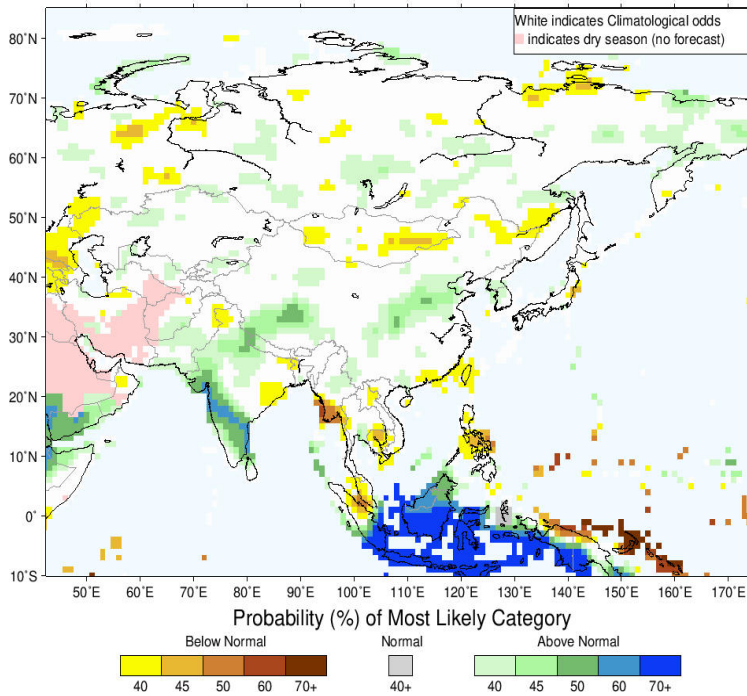 White indicates Climatological odds
indicates dry season (no forecast)
80°N
70°N
60°N
50°N
40°N
30°N
20°N
10°N
0°
10°S
50°E 60°E 70°E 80°E 90°E 100°E 110°E 120°E 130°E 140°E 150°E 160°E 170°E
Probability (%) of Most Likely Category
Below Normal Normal Above Normal
40 45 50 60 70+ 40+ 40 45 50 60 70+